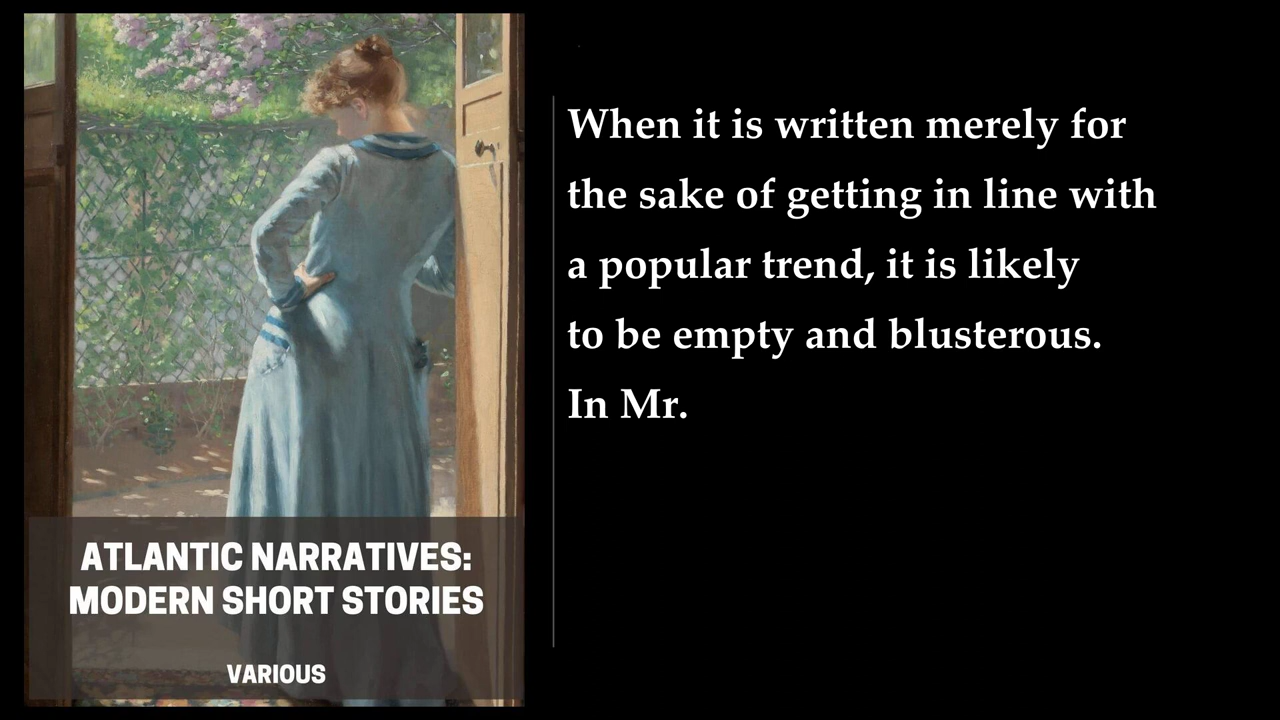 When it is written merely for
the sake of getting in line with
a popular trend, it is likely
to be empty and blusterous.
In Mr.
ATLANTIC NARRATIVES:
MODERN SHORT STORIES
VARIOUS